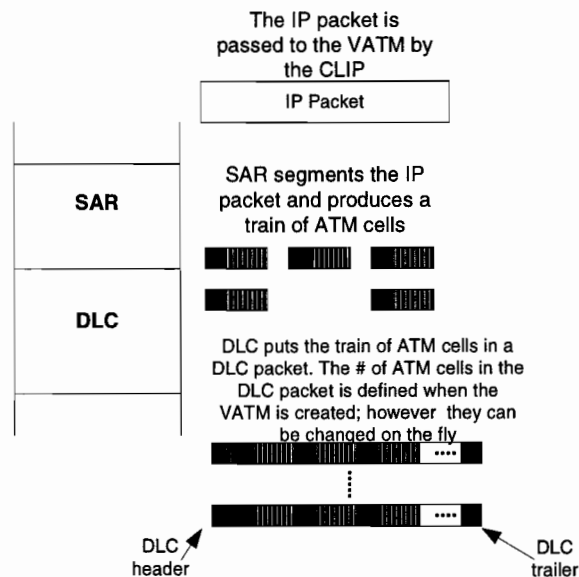 The IP packet is
passed to the VATM by
the CLIP
IP Packet
SAR
SAR segments the IP
packet and produces a
train of ATM cells
DLC
DLC puts the train of ATM cells in a
DLC packet. The # of ATM cells in the
DLC packet is defined when the
VATM is created; however they can
be changed on the fly
DLC
header
DLC
trailer